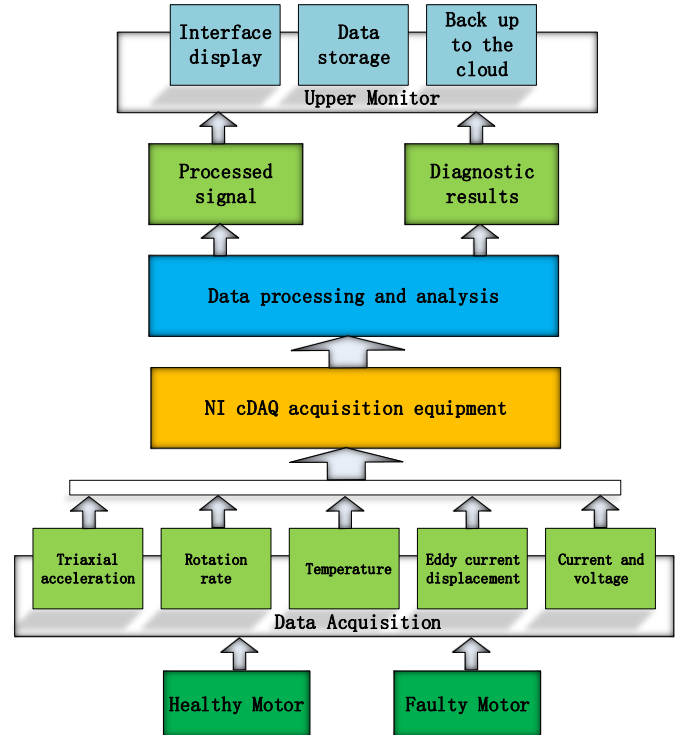 Interface
display
Data
storage
Back up
to the
cloud
Upper Monitor
Processed
signal
Diagnostic
results
Data processing and analysis
NI cDAQ acquisition equipment
Triaxial
acceleration
Rotation
rate
Temperature
Eddy current
displacement
Current and
voltage
Data Acquisition
Healthy Motor
Faulty Motor